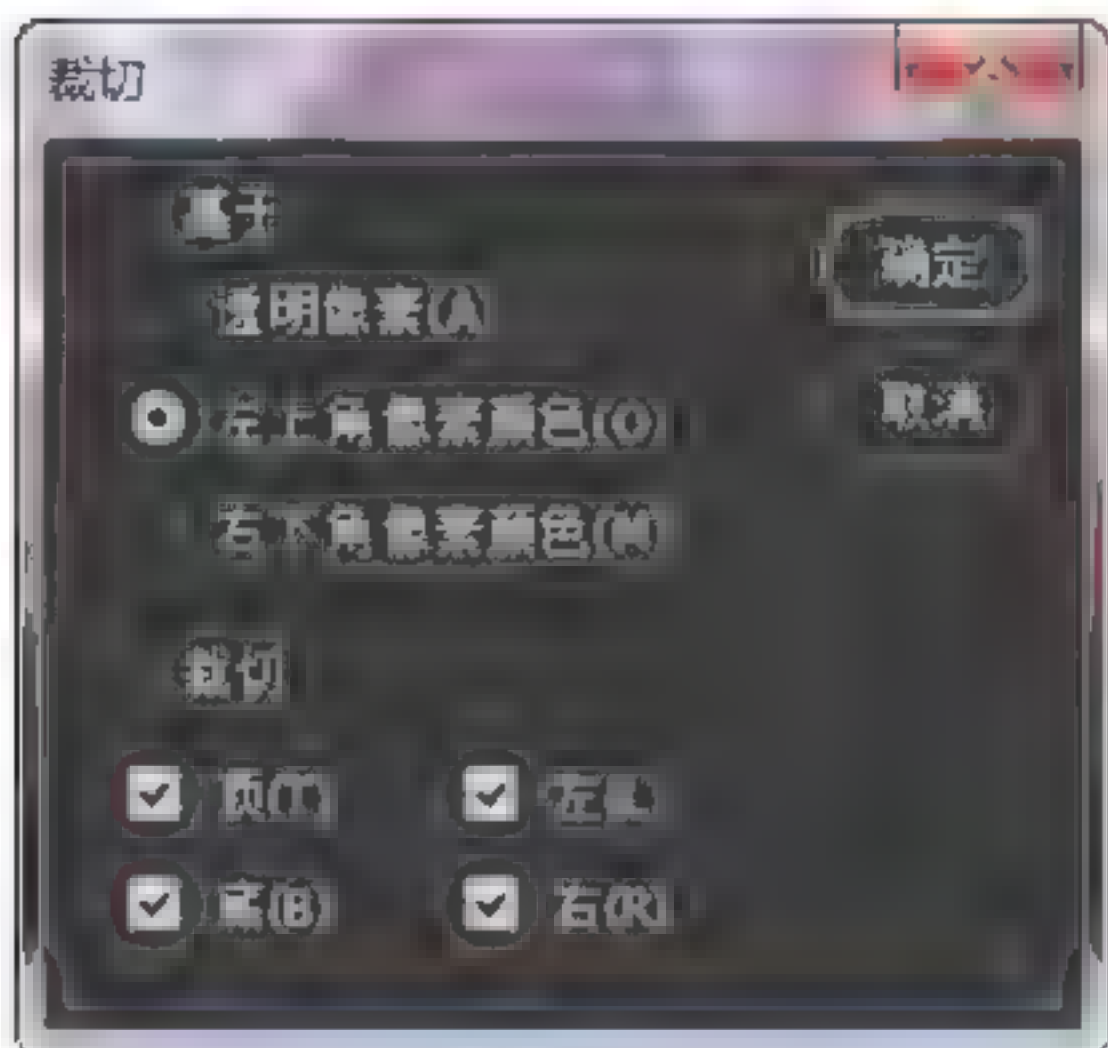 裁切
基于
确定
透明像素(A
左上角像素颜色(O)
取消
右下角像素颜色(M)
裁切
顶(T) 左(L
底(B) 右(R)